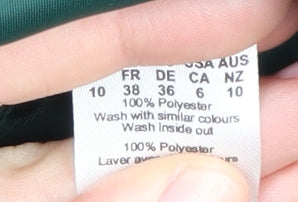 USA AUS
FR DE CA NZ
10 38 36 6 10
100% Polyester
Wash with similar colours
Wash Inside out
100% Polyester
Laver